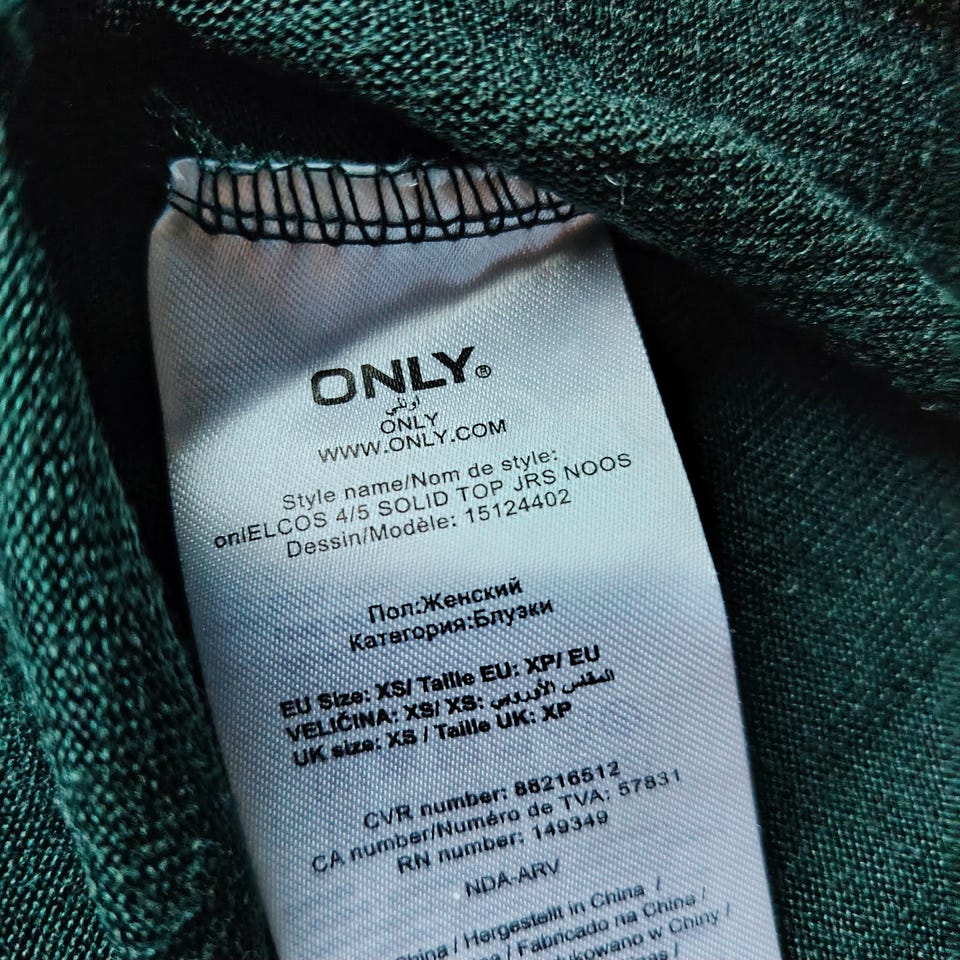 ONLY®
أونلي
ONLY
WWW.ONLY.COM
Style name/Nom de style:
onlELCOS 4/5 SOLID TOP JRS NOOS
Dessin/Modèle: 15124402
Пол:Женский
Категория:Блузки
EU Size: XS/ Taille EU: XP/ EU
VELIČINA: XS/ XS: المقاس الأوروبي
UK size: XS / Taille UK: XP
CVR number: 88216512
CA number/Numéro de TVA: 57831
RN number: 149349
NDA-ARV
China / Hergestellt in China /
/ Fabricado na China /
w Chiny /